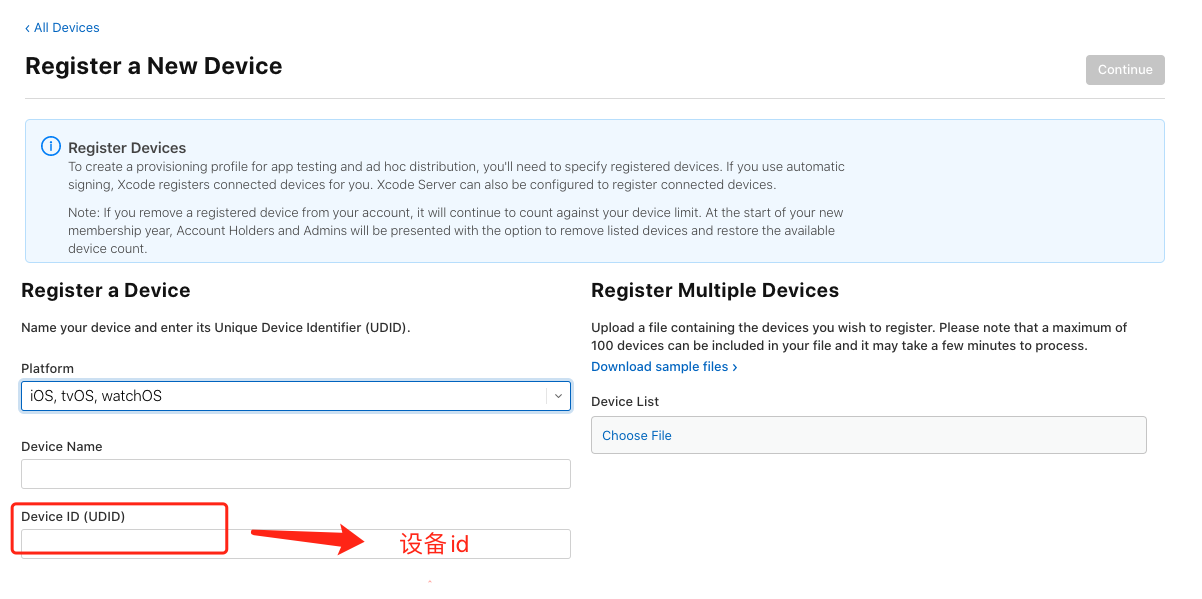 ‹ All Devices
Register a New Device
Continue
Register Devices
To create a provisioning profile for app testing and ad hoc distribution, you'll need to specify registered devices. If you use automatic
signing, Xcode registers connected devices for you. Xcode Server can also be configured to register connected devices.
Note: If you remove a registered device from your account, it will continue to count against your device limit. At the start of your new
membership year, Account Holders and Admins will be presented with the option to remove listed devices and restore the available
device count.
Register a Device
Name your device and enter its Unique Device Identifier (UDID).
Platform
iOS, tvOS, watchOS
Device Name
Device ID (UDID)
设备id
Register Multiple Devices
Upload a file containing the devices you wish to register. Please note that a maximum of
100 devices can be included in your file and it may take a few minutes to process.
Download sample files ›
Device List
Choose File